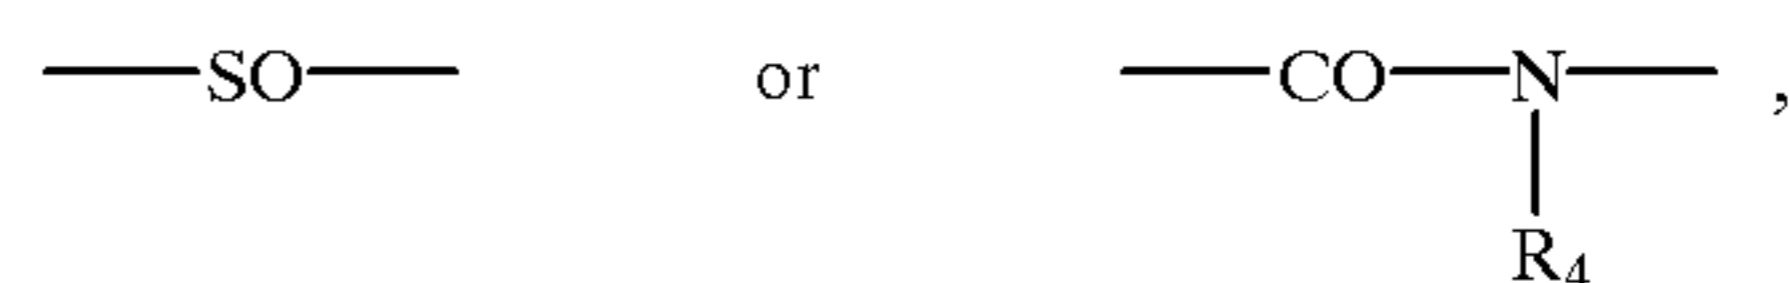 —SO— or —CO—N— ,
R₄